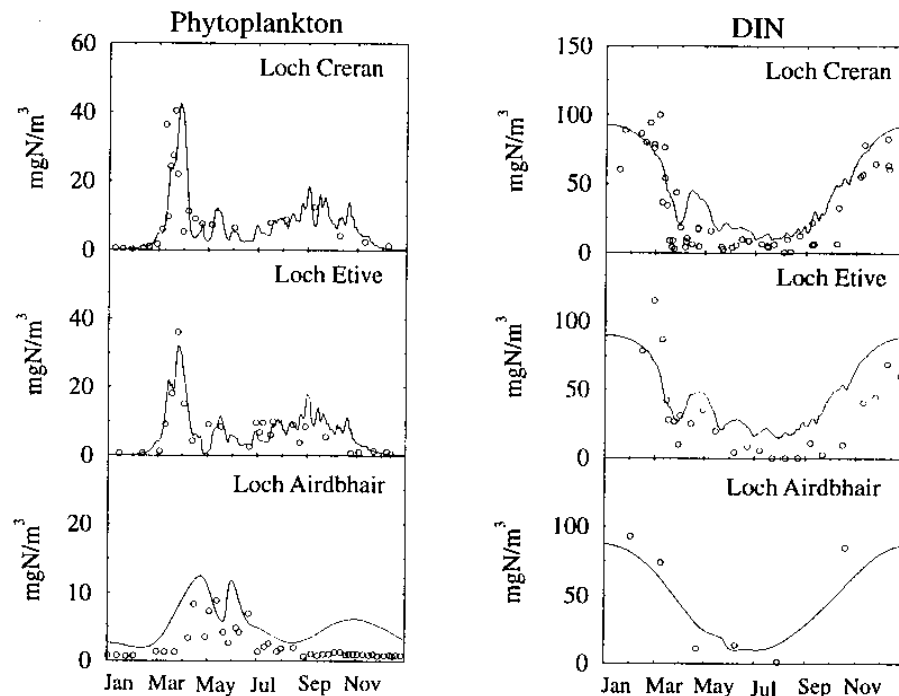 Phytoplankton
60
Loch Creran
40
mgN/m³
20
0
Loch Etive
40
mgN/m³
20
0
Loch Airdbhair
20
mgN/m³
10
0
Jan Mar May Jul Sep Nov
DIN
150
Loch Creran
100
mgN/m³
50
0
Loch Etive
100
mgN/m³
50
0
Loch Airdbhair
100
mgN/m³
50
0
Jan Mar May Jul Sep Nov